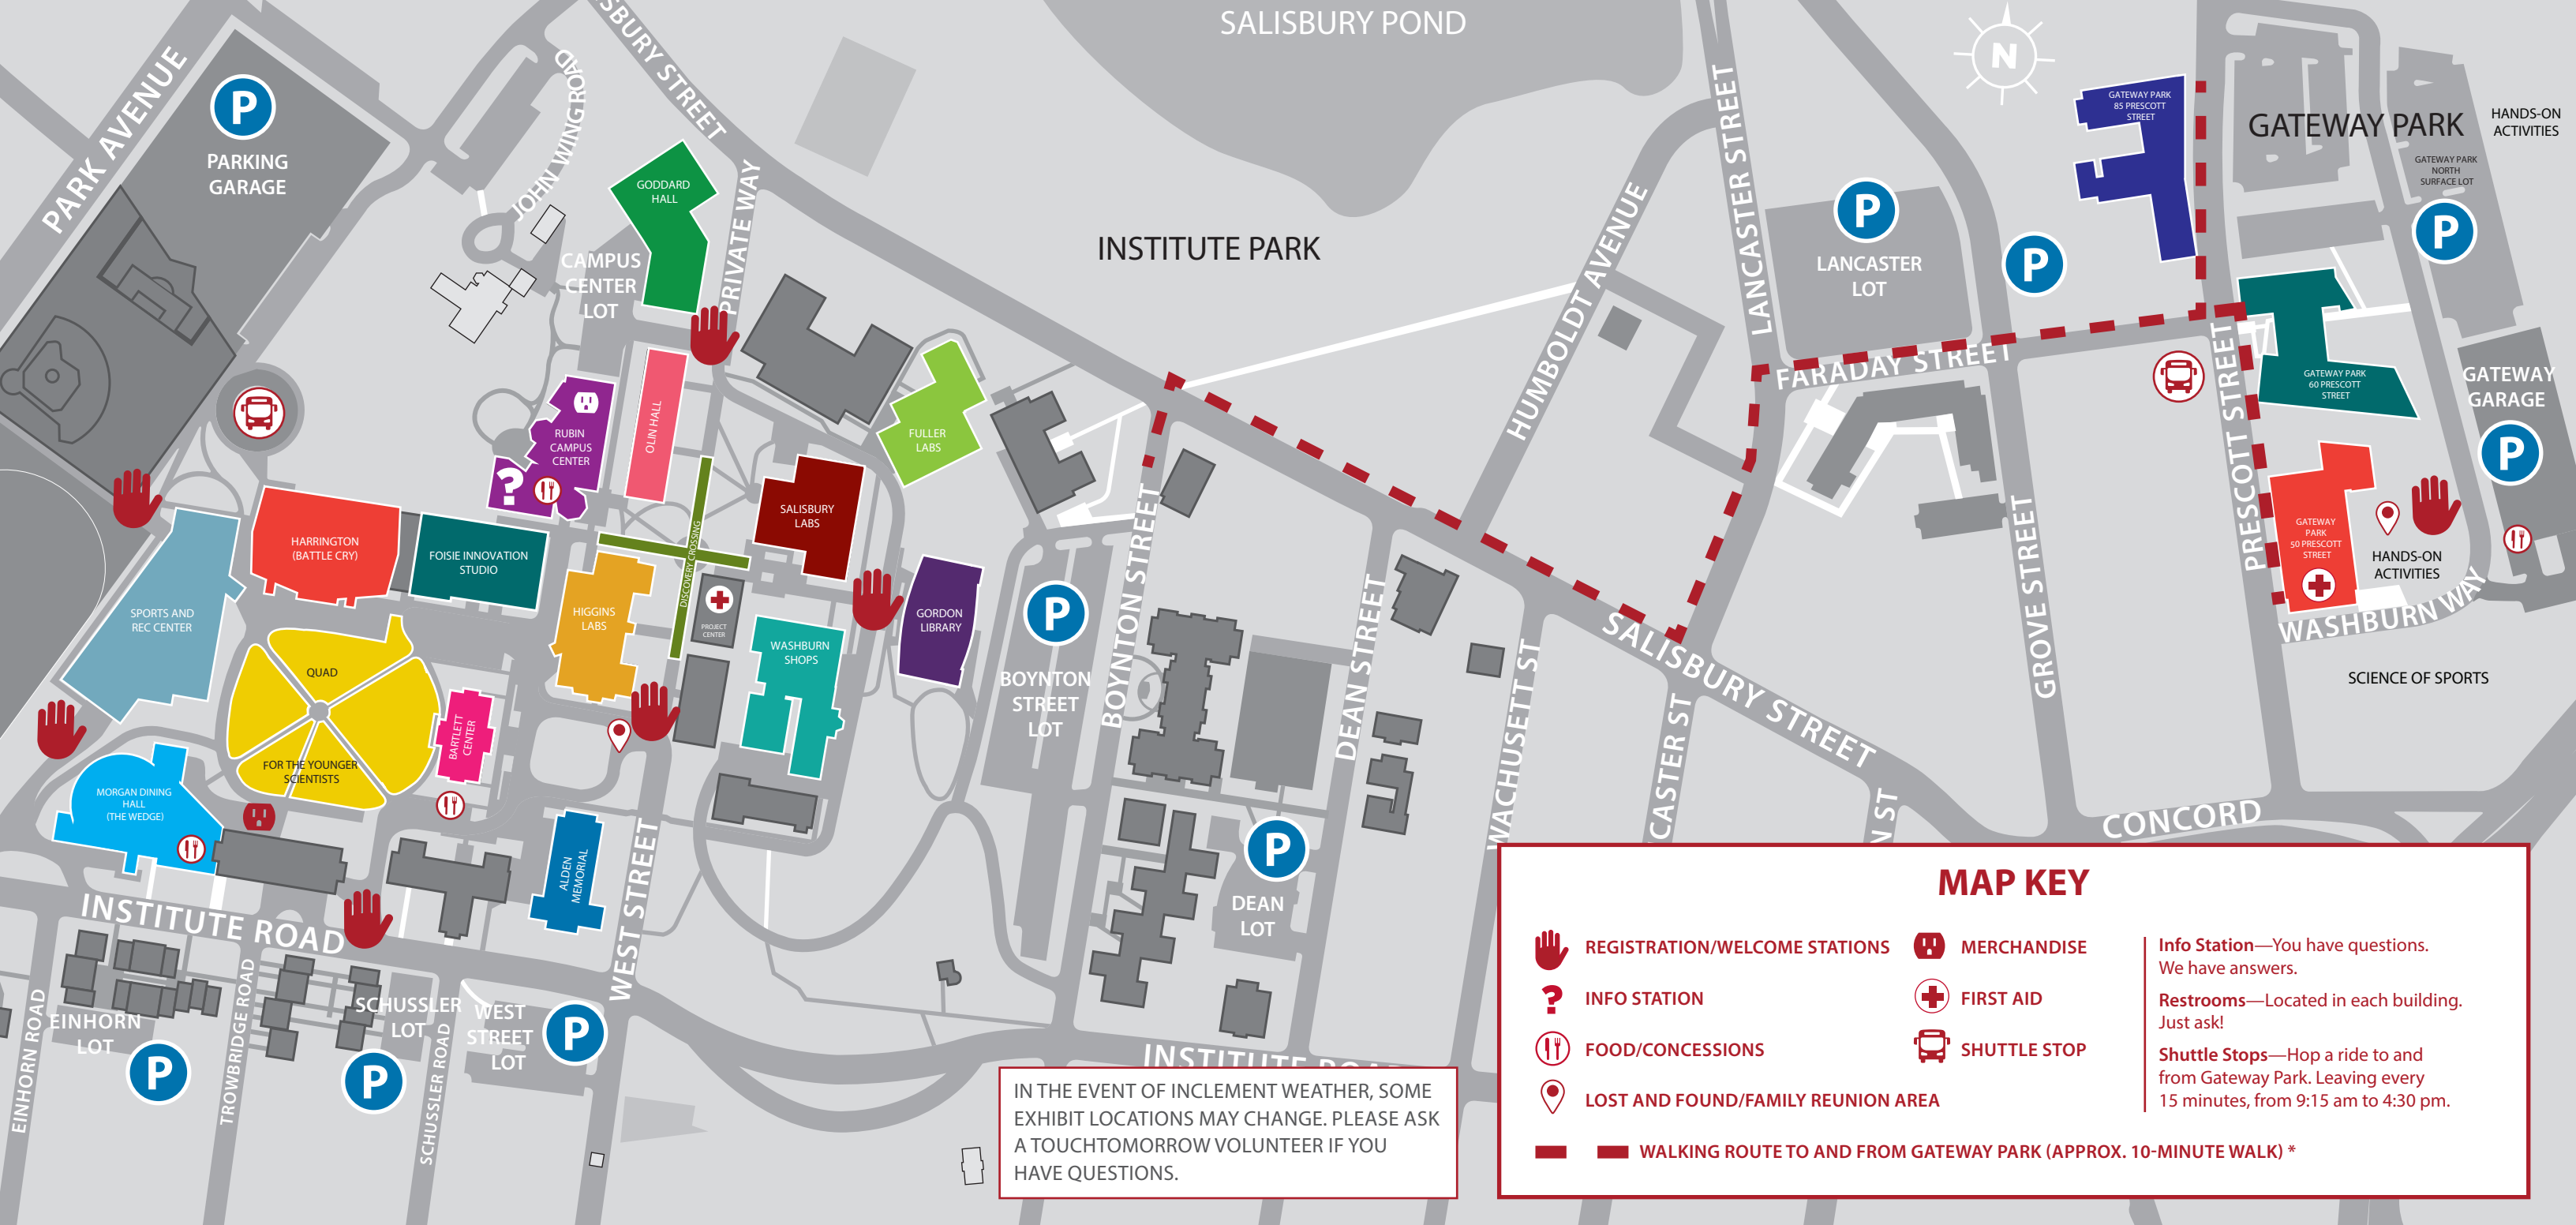 SALISBURY POND
PARK AVENUE
P
PARKING
GARAGE
JOHN WING ROAD
SBURY STREET
GODDARD
HALL
PRIVATE WAY
CAMPUS
CENTER
LOT
INSTITUTE PARK
HUMBOLDT AVENUE
LANCASTER STREET
P
LANCASTER
LOT
N
P
GATEWAY PARK
85 PRESCOTT
STREET
GATEWAY PARK
HANDS-ON
ACTIVITIES
GATEWAY PARK
NORTH
SURFACE LOT
P
FARADAY STREET
PRESCOTT STREET
GATEWAY PARK
60 PRESCOTT
STREET
GATEWAY
GARAGE
P
RUBIN
CAMPUS
CENTER
?
OLIN HALL
FULLER
LABS
SALISBURY
LABS
DISCOVERY CROSSING
HARRINGTON
(BATTLE CRY)
FOISIE INNOVATION
STUDIO
SPORTS AND
REC CENTER
HIGGINS
LABS
PROJECT
CENTER
WASHBURN
SHOPS
GORDON
LIBRARY
P
BOYNTON
STREET
LOT
BOYNTON STREET
DEAN STREET
WACHUSETT ST
SALISBURY STREET
CASTER ST
N ST
GROVE STREET
GATEWAY
PARK
50 PRESCOTT
STREET
HANDS-ON
ACTIVITIES
WASHBURN WAY
SCIENCE OF SPORTS
CONCORD
QUAD
FOR THE YOUNGER
SCIENTISTS
BARTLETT
CENTER
MORGAN DINING
HALL
(THE WEDGE)
ALDEN
MEMORIAL
WEST STREET
P
DEAN
LOT
INSTITUTE ROAD
EINHORN ROAD
EINHORN
LOT
P
TROWBRIDGE ROAD
SCHUSSLER
LOT
P
SCHUSSLER ROAD
WEST
STREET
LOT
P
INSTITUTE ROA
IN THE EVENT OF INCLEMENT WEATHER, SOME
EXHIBIT LOCATIONS MAY CHANGE. PLEASE ASK
A TOUCHTOMORROW VOLUNTEER IF YOU
HAVE QUESTIONS.
MAP KEY
REGISTRATION/WELCOME STATIONS
? INFO STATION
FOOD/CONCESSIONS
LOST AND FOUND/FAMILY REUNION AREA
MERCHANDISE
FIRST AID
SHUTTLE STOP
Info Station—You have questions.
We have answers.
Restrooms—Located in each building.
Just ask!
Shuttle Stops—Hop a ride to and
from Gateway Park. Leaving every
15 minutes, from 9:15 am to 4:30 pm.
WALKING ROUTE TO AND FROM GATEWAY PARK (APPROX. 10-MINUTE WALK) *